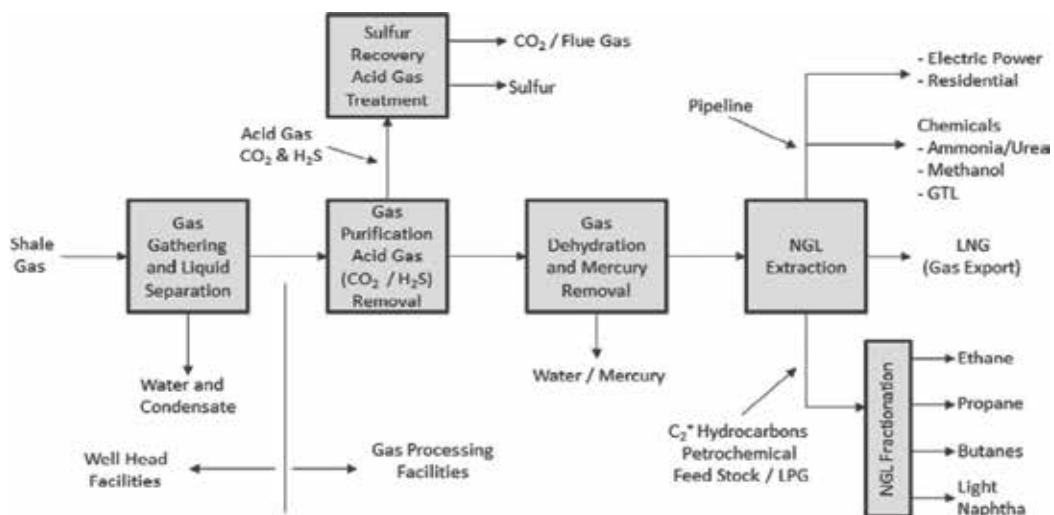 Sulfur
Recovery
Acid Gas
Treatment
CO₂ / Flue Gas
Sulfur
Acid Gas
CO₂ & H₂S
Pipeline
- Electric Power
- Residential
Chemicals
- Ammonia/Urea
- Methanol
- GTL
Shale
Gas
Gas
Gathering
and Liquid
Separation
Gas
Purification
Acid Gas
(CO₂ / H₂S)
Removal
Gas
Dehydration
and Mercury
Removal
NGL
Extraction
LNG
(Gas Export)
Water and
Condensate
Water / Mercury
C₂⁺ Hydrocarbons
Petrochemical
Feed Stock / LPG
NGL Fractionation
Ethane
Propane
Butanes
Light
Naphtha
Well Head
Facilities
Gas Processing
Facilities